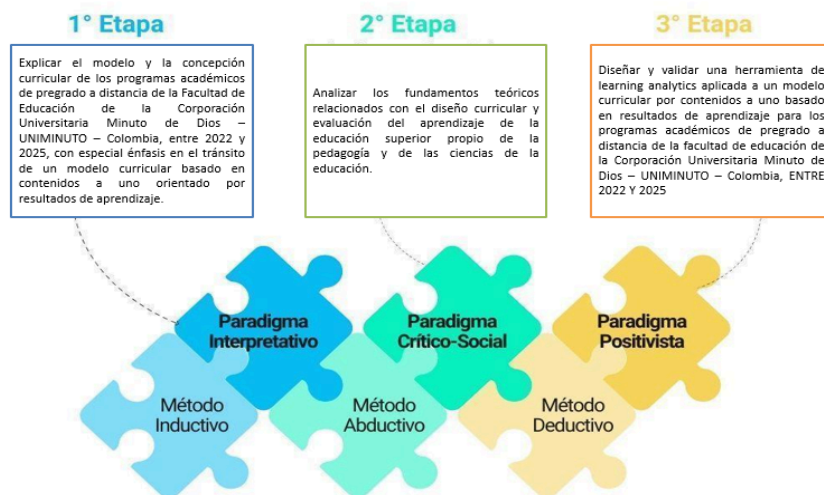 1° Etapa
Explicar el modelo y la concepción
curricular de los programas académicos
de pregrado a distancia de la Facultad de
Educación de la Corporación
Universitaria Minuto de Dios –
UNIMINUTO – Colombia, entre 2022 y
2025, con especial énfasis en el tránsito
de un modelo curricular basado en
contenidos a uno orientado por
resultados de aprendizaje.
2° Etapa
Analizar los fundamentos teóricos
relacionados con el diseño curricular y
evaluación del aprendizaje de la
educación superior propio de la
pedagogía y de las ciencias de la
educación.
3° Etapa
Diseñar y validar una herramienta de
learning analytics aplicada a un modelo
curricular por contenidos a uno basado
en resultados de aprendizaje para los
programas académicos de pregrado a
distancia de la facultad de educación de
la Corporación Universitaria Minuto de
Dios – UNIMINUTO – Colombia, ENTRE
2022 Y 2025
Paradigma
Interpretativo
Paradigma
Crítico-Social
Paradigma
Positivista
Método
Inductivo
Método
Abductivo
Método
Deductivo